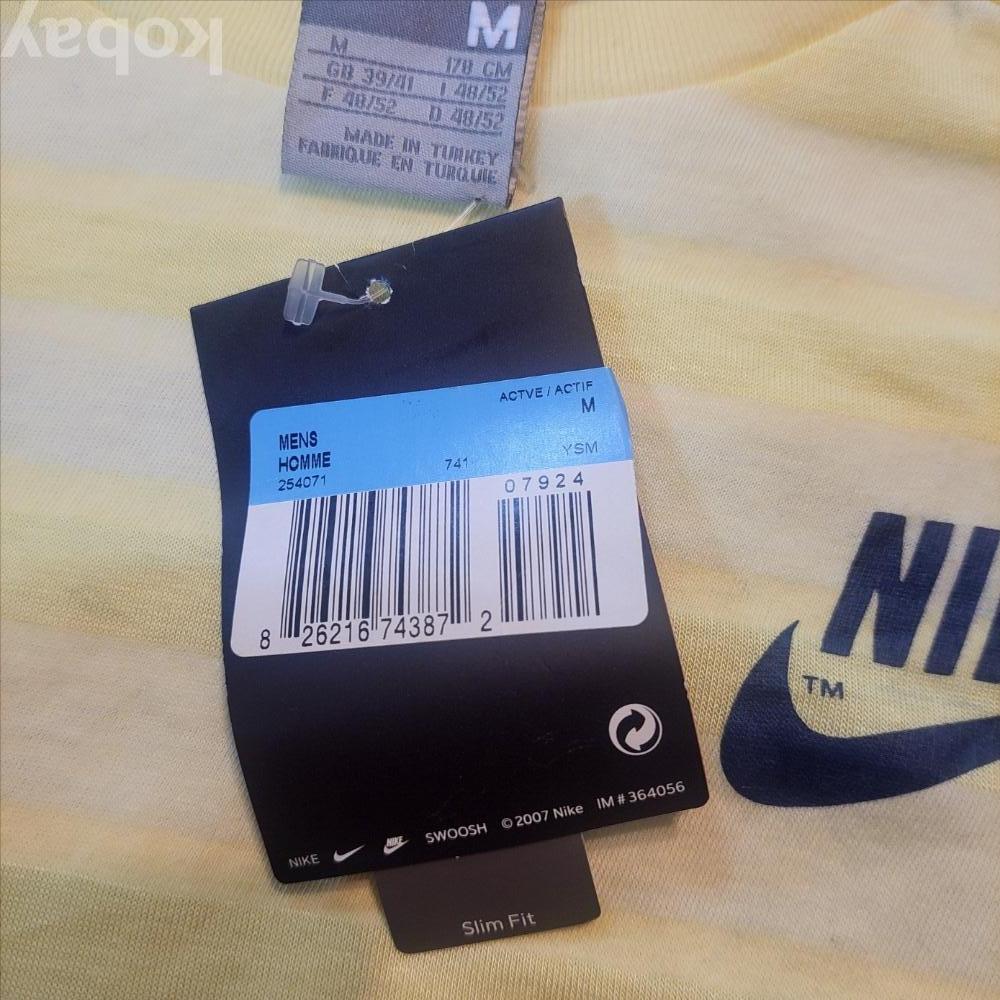 kobay
M
M 178 CM
GB 39/41 I 48/52
F 48/52 D 48/52
MADE IN TURKEY
FABRIQUE EN TURQUIE
ACTVE / ACTIF
M
MENS
HOMME
254071 741 YSM
07924
8 26216 74387 2
NI
TM
NIKE NIKE SWOOSH © 2007 Nike IM # 364056
Slim Fit